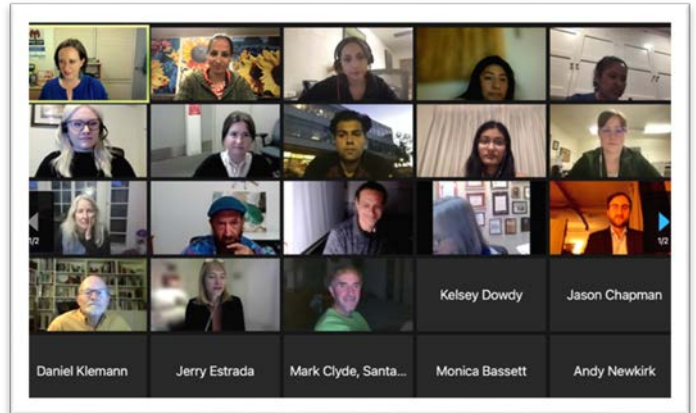 1/2
1/2
Kelsey Dowdy
Jason Chapman
Daniel Klemann
Jerry Estrada
Mark Clyde, Santa...
Monica Bassett
Andy Newkirk